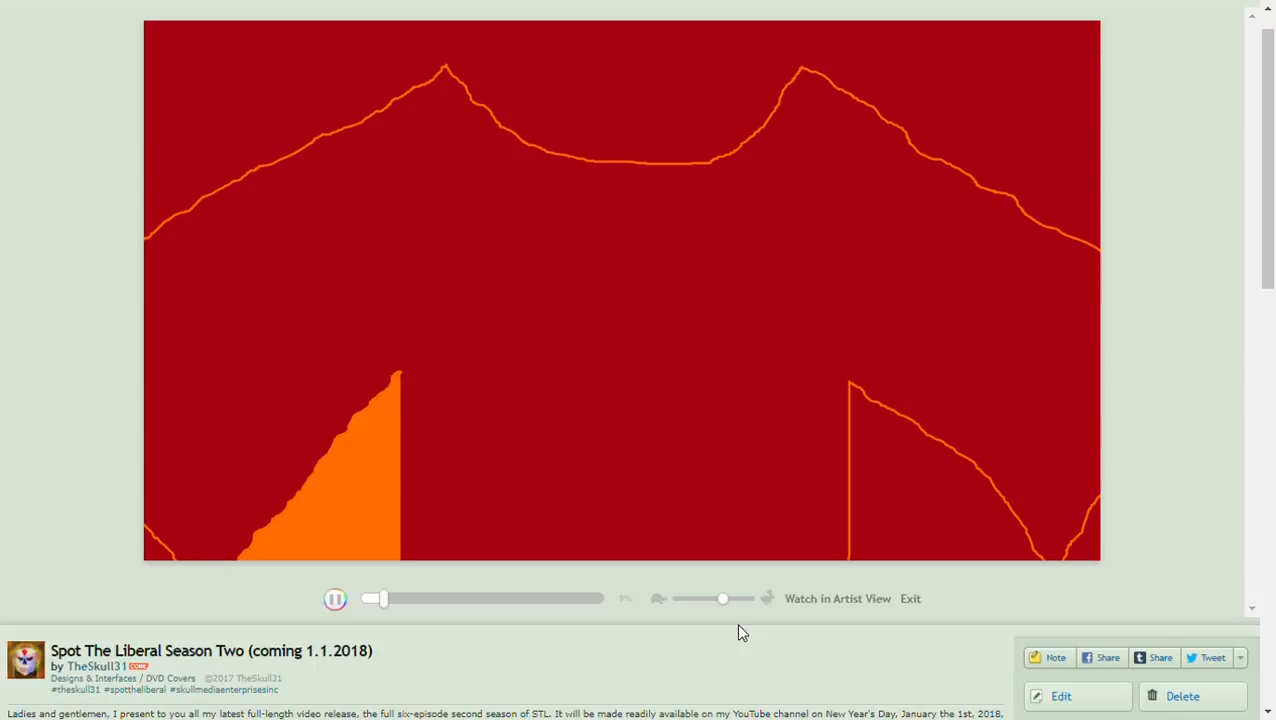 9%
Watch in Artist View Exit
Spot The Liberal Season Two (coming 1.1.2018)
by TheSkull31 CORE
Designs & Interfaces / DVD Covers ©2017 TheSkull31
#theskull31 #spottheliberal #skullmediaenterprisesinc
Note Share Share Tweet
Edit Delete
Ladies and gentlemen, I present to you all my latest full-length video release, the full six-episode second season of STL. It will be made readily available on my YouTube channel on New Year's Day, January the 1st, 2018,